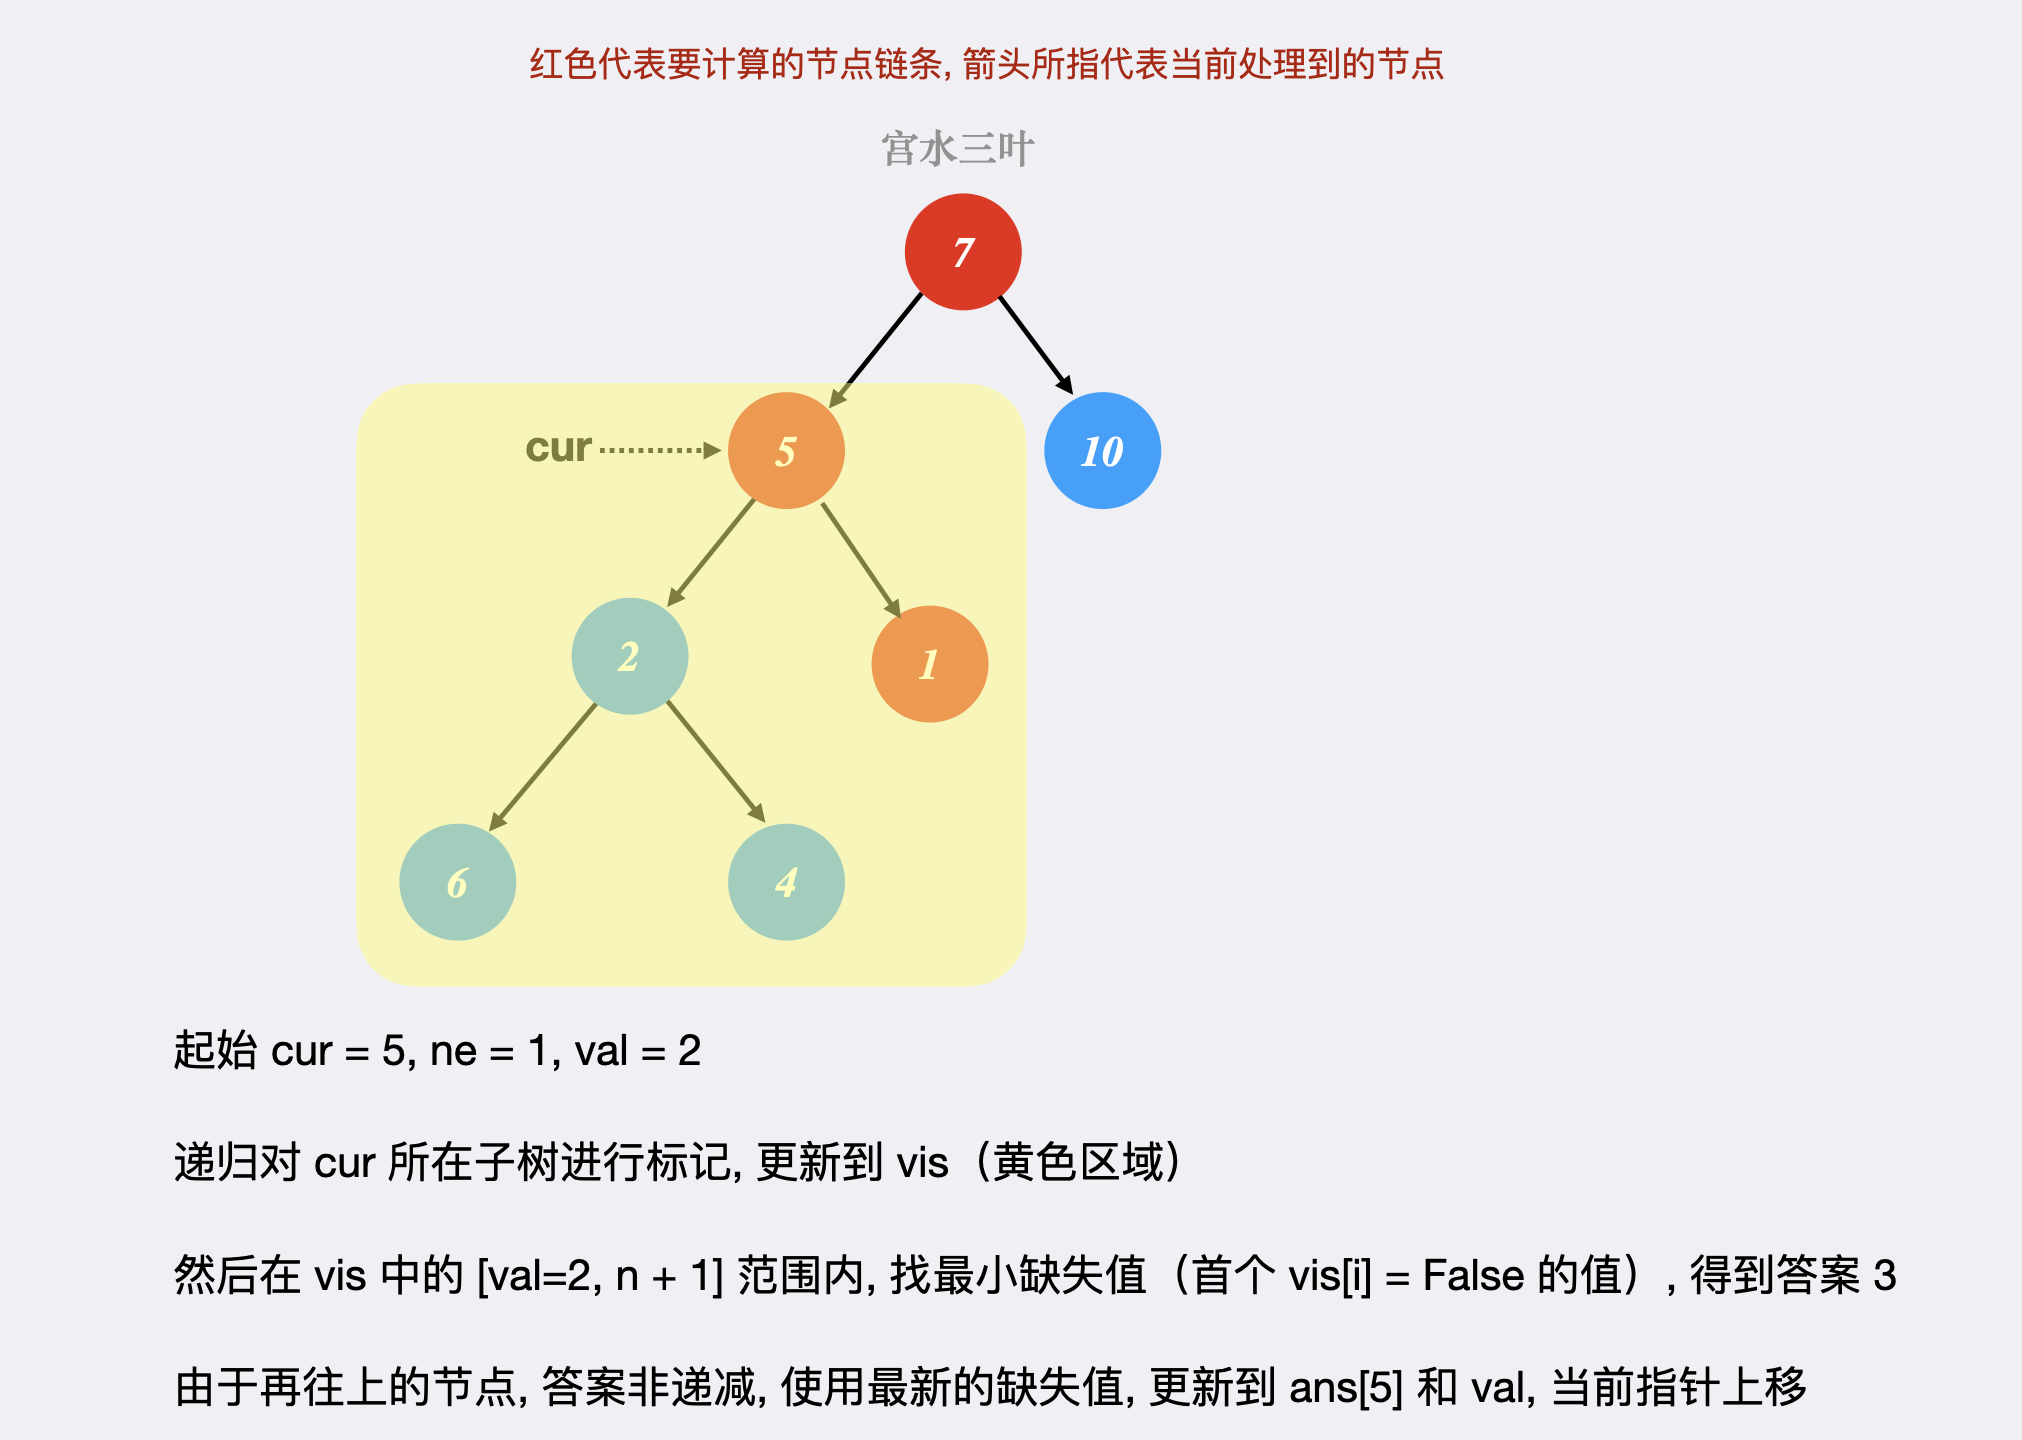 红色代表要计算的节点链条, 箭头所指代表当前处理到的节点
宫水三叶
7
cur
5
10
2
1
6
4
起始 cur = 5, ne = 1, val = 2
递归对 cur 所在子树进行标记, 更新到 vis（黄色区域）
然后在 vis 中的 [val=2, n + 1] 范围内, 找最小缺失值（首个 vis[i] = False 的值）, 得到答案 3
由于再往上的节点, 答案非递减, 使用最新的缺失值, 更新到 ans[5] 和 val, 当前指针上移